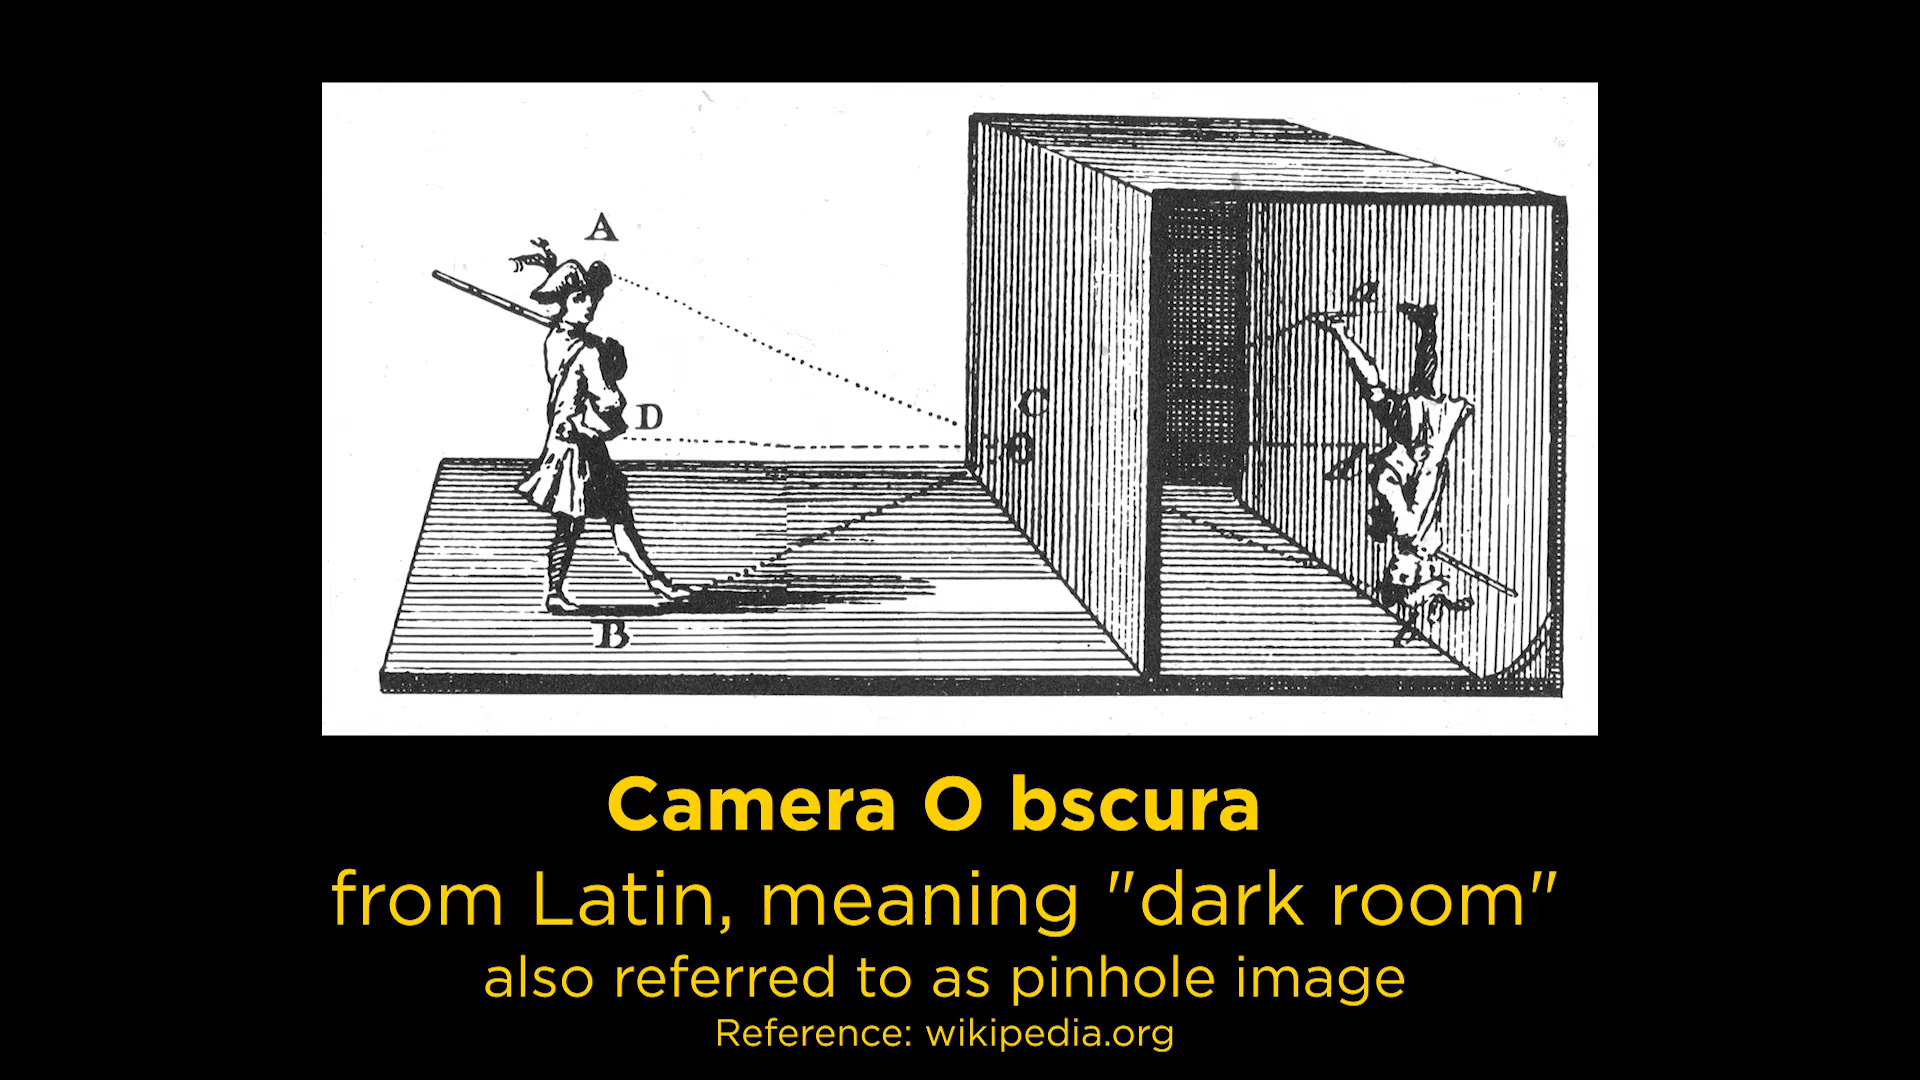 A
D
C
B
a
d
Camera O bscura
from Latin, meaning "dark room"
also referred to as pinhole image
Reference: wikipedia.org